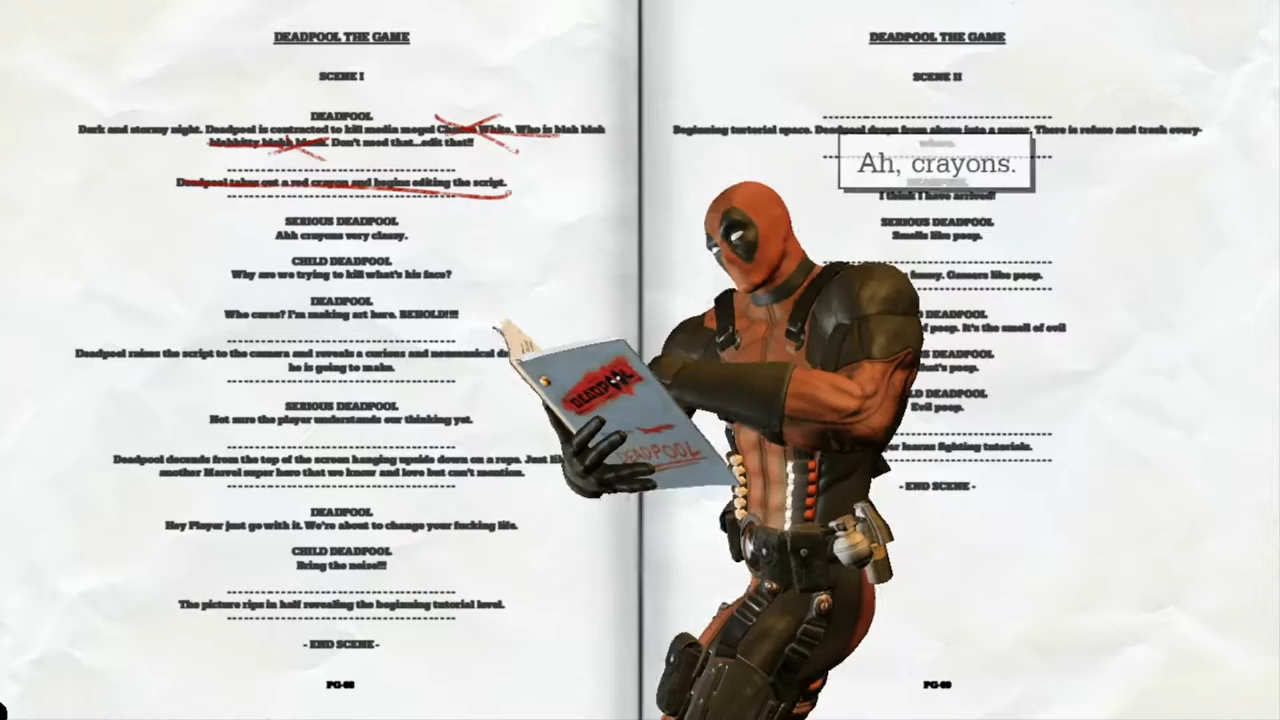 DEADPOOL THE GAME
SCENE I
DEADPOOL
Dark and stormy night. Deadpool is contracted to kill media mogul Chance White. Who is blah blah
blabbitty blahh blahh. Don't need that...edit that!!
Deadpool takes out a red crayon and begins editing the script.
SERIOUS DEADPOOL
Ahh crayons very classy.
CHILD DEADPOOL
Why are we trying to kill what's his face?
DEADPOOL
Who cares? I'm making art here. BEHOLD!!!!
Deadpool raises the script to the camera and reveals a curious and nonsensical
he is going to make.
SERIOUS DEADPOOL
Not sure the player understands our thinking yet.
Deadpool decends from the top of the screen hanging upside down on a rope. Just
another Marvel super hero that we know and love but can't mention.
DEADPOOL
Hey Player just go with it. We're about to change your fucking life.
CHILD DEADPOOL
Bring the noise!!!
The picture rips in half revealing the beginning tutorial level.
- END SCENE -
PG-08
DEADPOOL THE GAME
SCENE II
Beginning turtorial space. Deadpool drops from above into a sewer. There is refuse and trash every-
where.
Ah, crayons.
DEADPOOL
I think I have arrived!
SERIOUS DEADPOOL
Smells like poop.
funny. Gamers like poop.
DEADPOOL
of poop. It's the smell of evil
DEADPOOL
that's poop.
DEADPOOL
Evil poop.
learns fighting tutorials.
- END SCENE -
PG-09
DEADPOOL
DEADPOOL